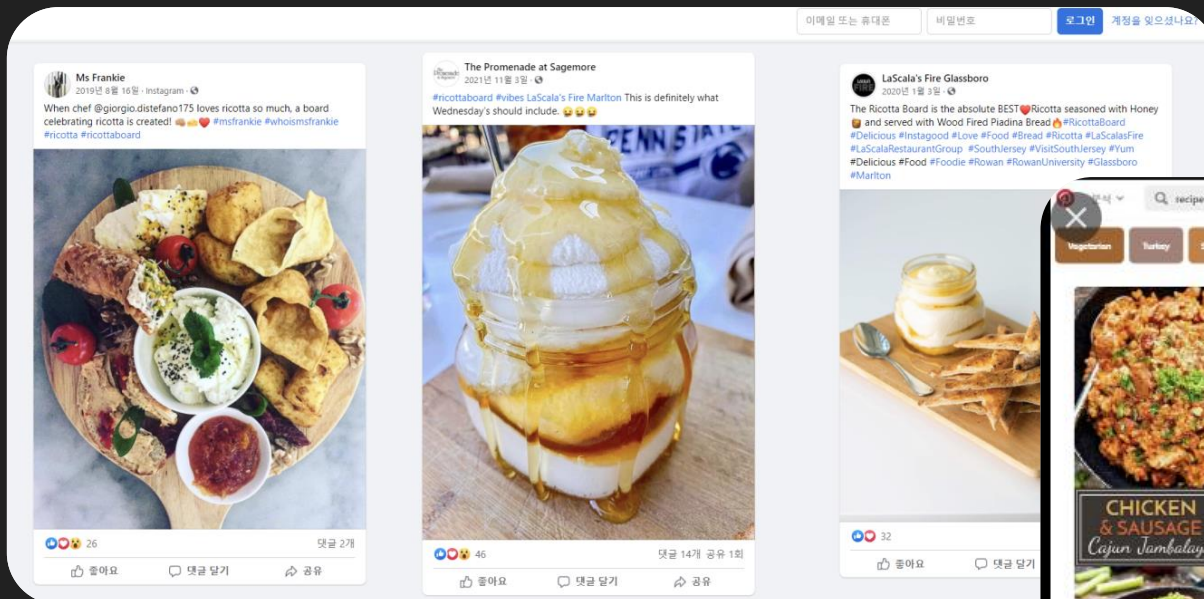 이메일 또는 휴대폰
비밀번호
로그인
계정을 잊으셨나요?
Ms Frankie
2019년 8월 16일 · Instagram ·
When chef @giorgio.distefano175 loves ricotta so much, a board
celebrating ricotta is created! 🧀❤️ #msfrankie #whoismsfrankie
#ricotta #ricottaboard
26
댓글 2개
좋아요
댓글 달기
공유
The Promenade at Sagemore
2021년 11월 3일 ·
#ricottaboard #vibes LaScala's Fire Marlton This is definitely what
Wednesday's should include.
PENN STATE
46
댓글 14개 공유 1회
좋아요
댓글 달기
공유
LaScala's Fire Glassboro
2020년 1월 3일 ·
The Ricotta Board is the absolute BEST❤️Ricotta seasoned with Honey
🍯 and served with Wood Fired Piadina Bread🔥#RicottaBoard
#Delicious #Instagood #Love #Food #Bread #Ricotta #LaScalasFire
#LaScalaRestaurantGroup #SouthJersey #VisitSouthJersey #Yum
#Delicious #Food #Foodie #Rowan #RowanUniversity #Glassboro
#Marlton
32
좋아요
댓글 달기
recipe
Vegetarian
Turkey
CHICKEN
& SAUSAGE
Cajun Jambalay